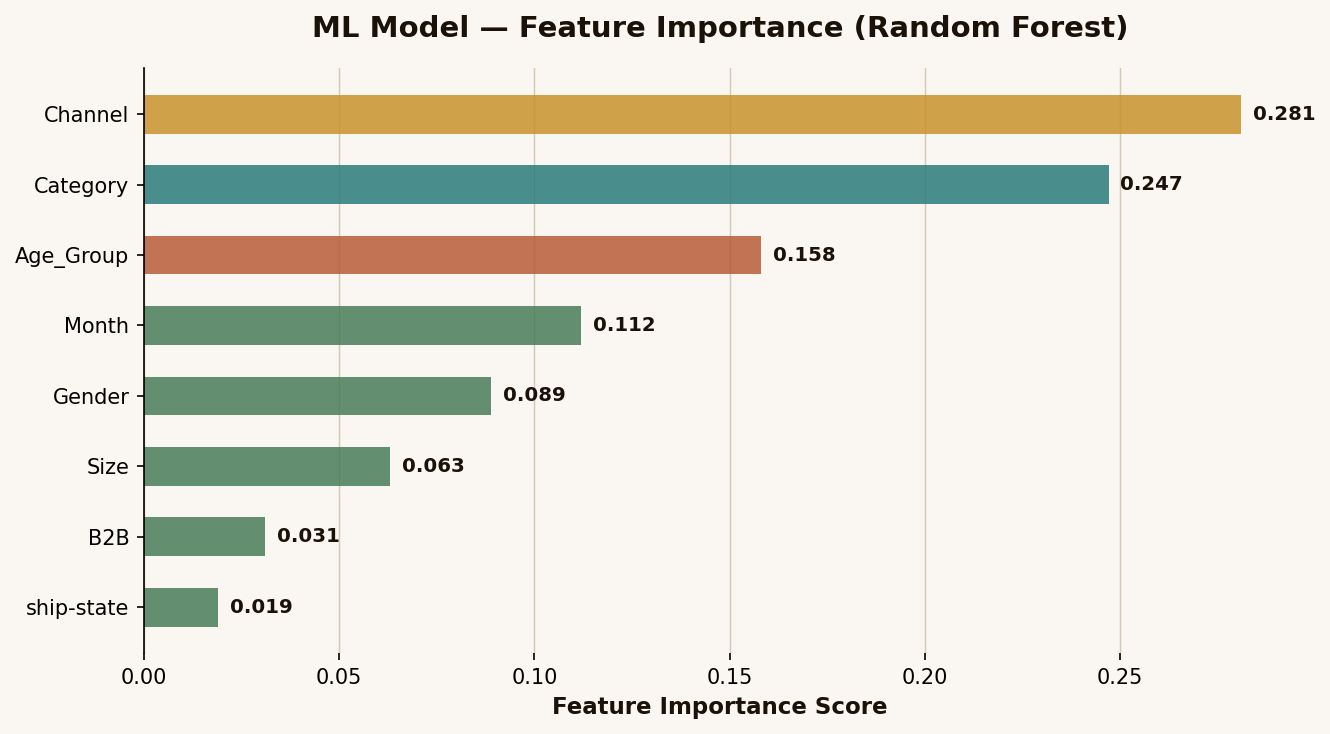 ML Model — Feature Importance (Random Forest)
Channel 0.281
Category 0.247
Age_Group 0.158
Month 0.112
Gender 0.089
Size 0.063
B2B 0.031
ship-state 0.019
0.00 0.05 0.10 0.15 0.20 0.25
Feature Importance Score